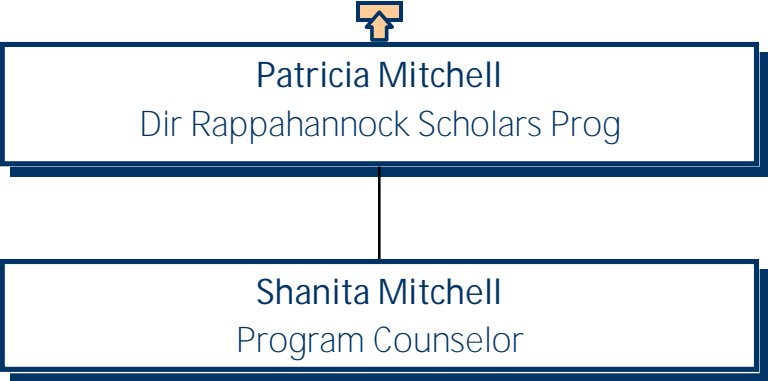 Patricia Mitchell
Dir Rappahannock Scholars Prog
Shanita Mitchell
Program Counselor